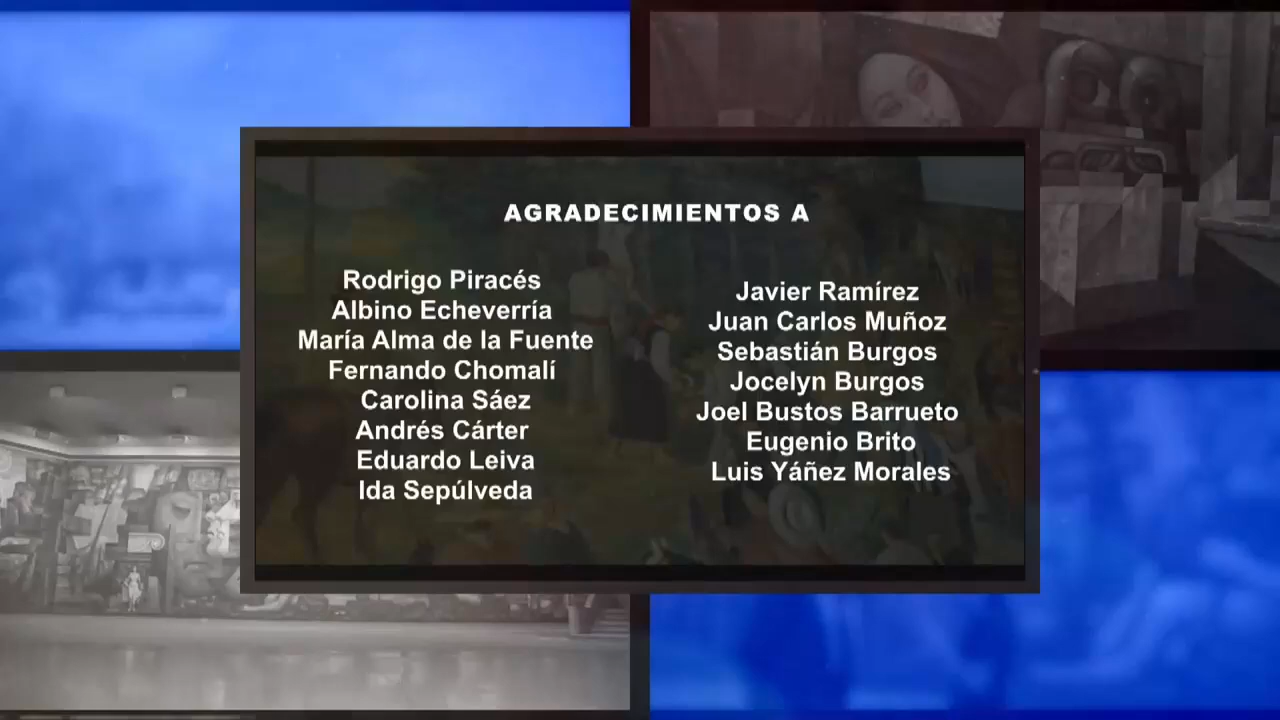 AGRADECIMIENTOS A
Rodrigo Piracés
Albino Echeverría
María Alma de la Fuente
Fernando Chomalí
Carolina Sáez
Andrés Cárter
Eduardo Leiva
Ida Sepúlveda
Javier Ramírez
Juan Carlos Muñoz
Sebastián Burgos
Jocelyn Burgos
Joel Bustos Barrueto
Eugenio Brito
Luis Yáñez Morales